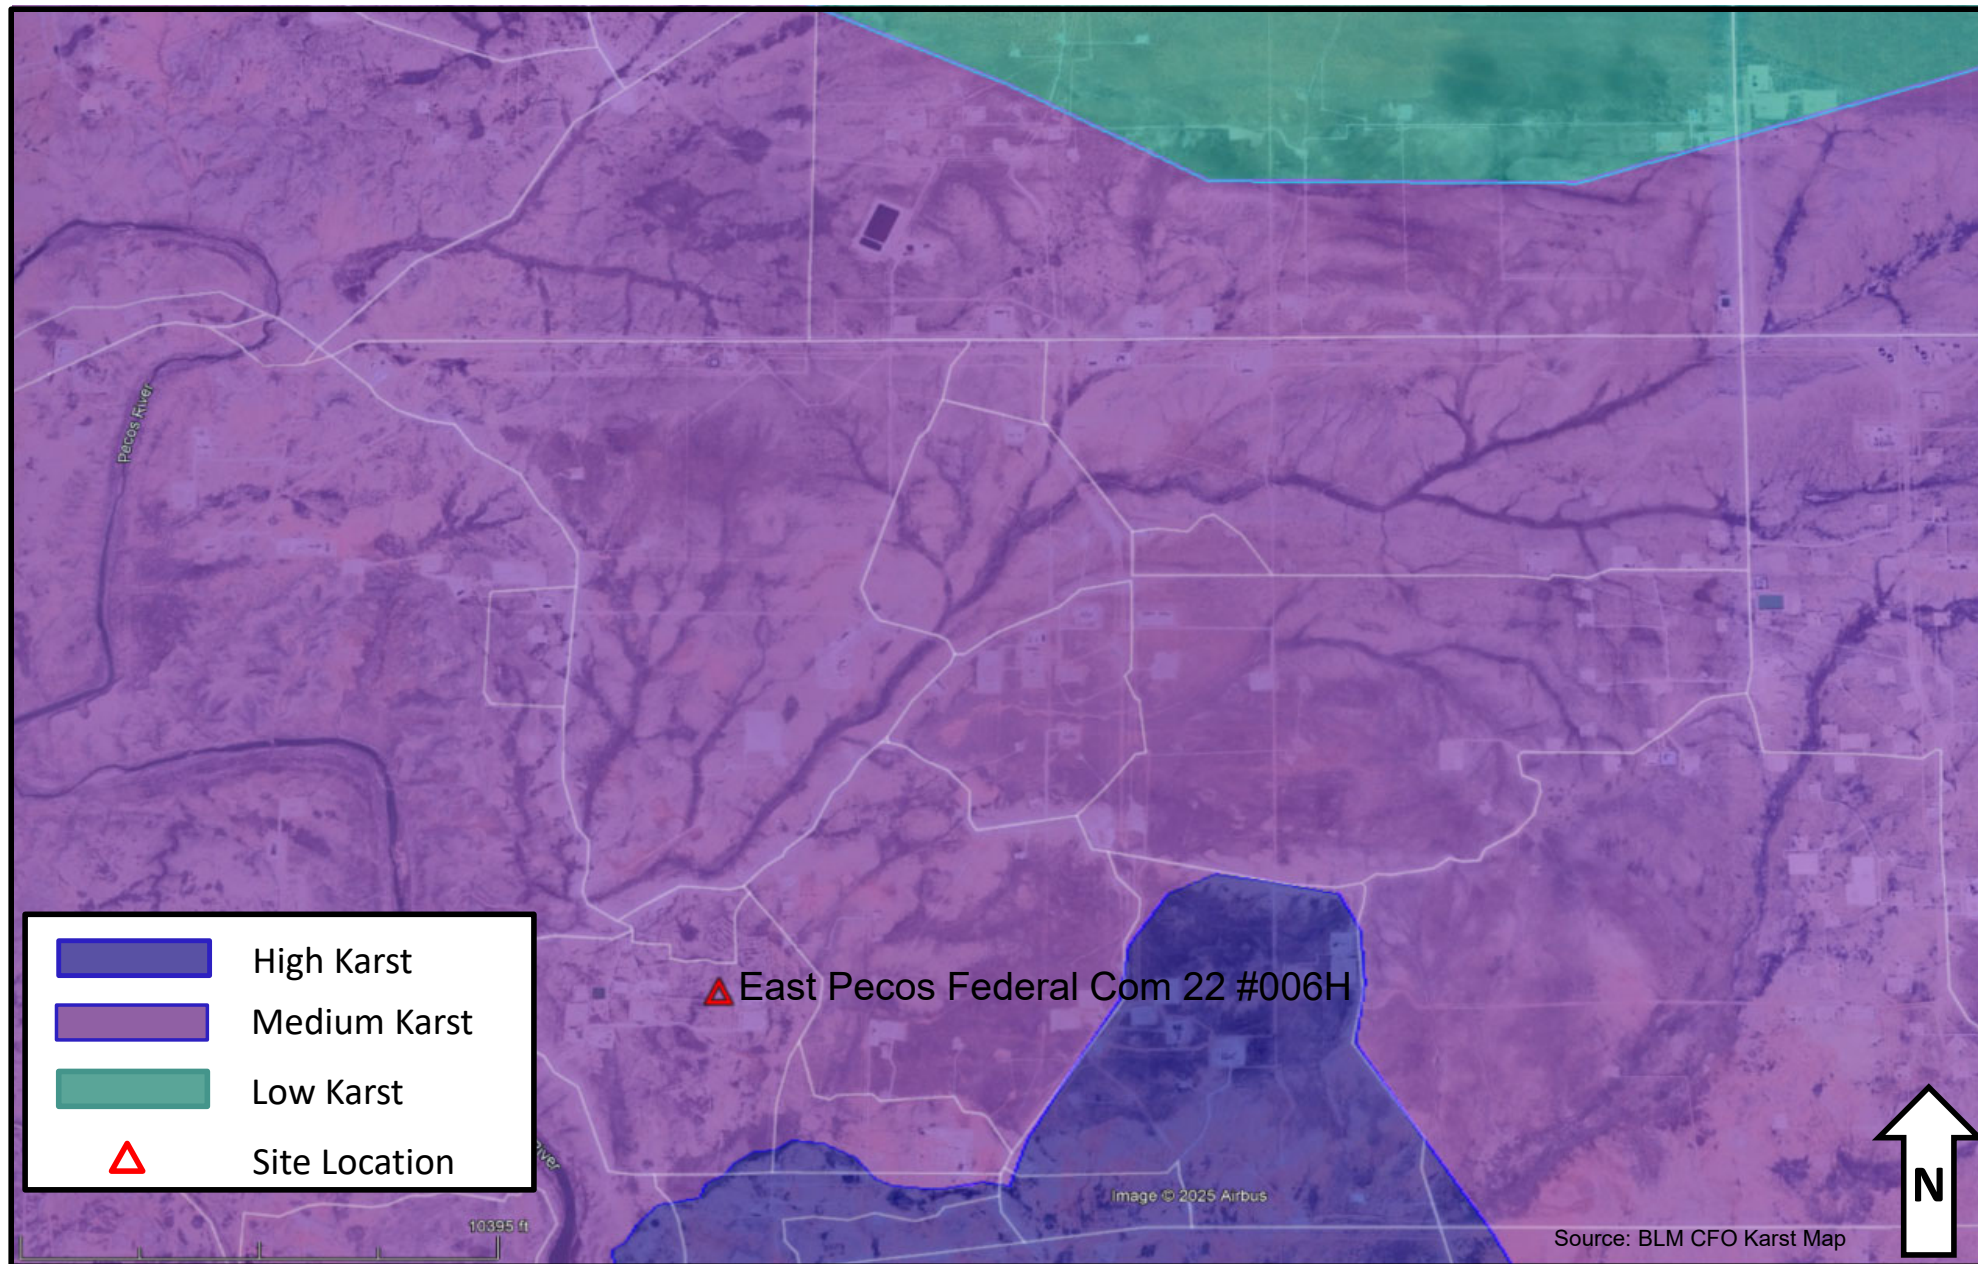 Pecos River
East Pecos Federal Com 22 #006H
High Karst
Medium Karst
Low Karst
Site Location
River
Image © 2025 Airbus
10395 ft
Source: BLM CFO Karst Map
N